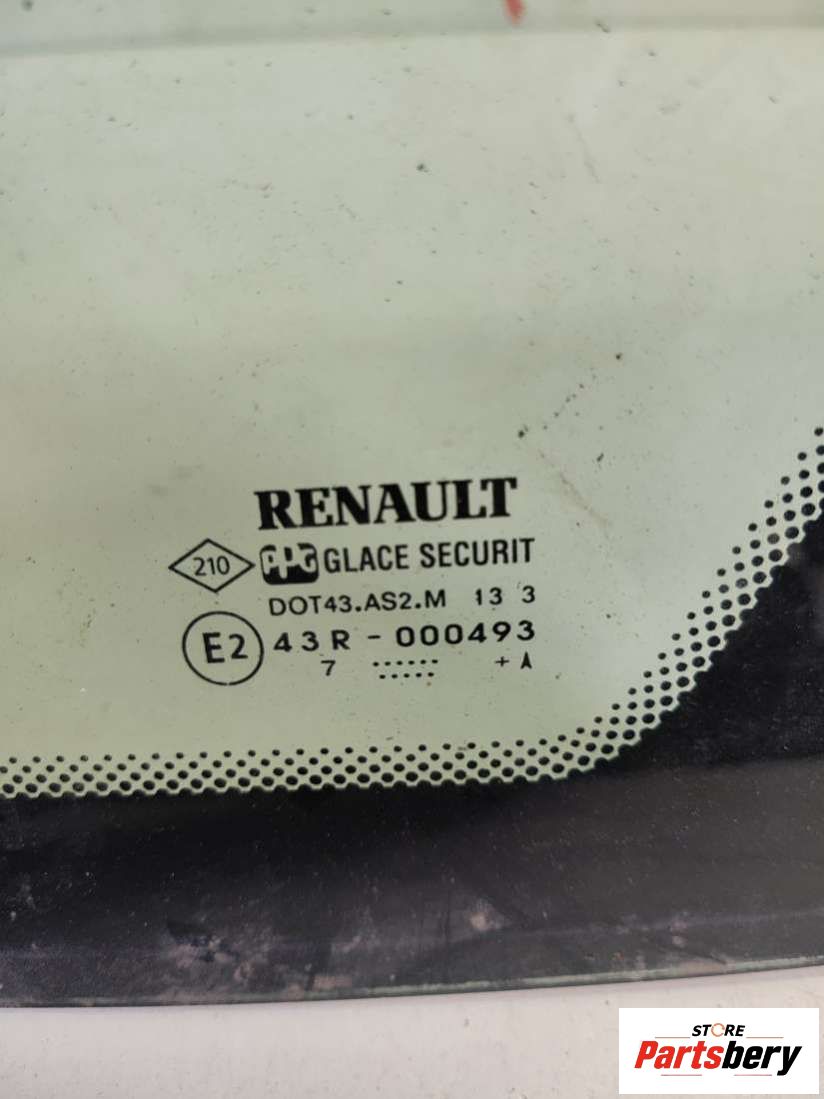 RENAULT
210 PPG GLACE SECURIT
DOT43.AS2.M 13 3
E2 43R - 000493
7 ...... ..... + A
STORE
Partsbery